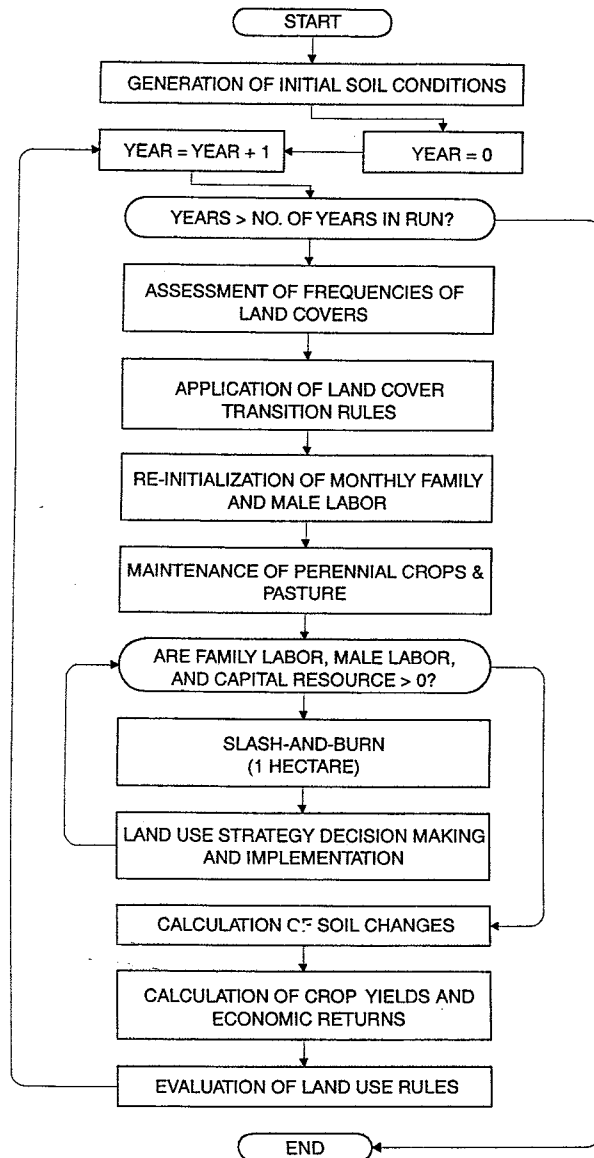 START
GENERATION OF INITIAL SOIL CONDITIONS
YEAR = YEAR + 1
YEAR = 0
YEARS > NO. OF YEARS IN RUN?
ASSESSMENT OF FREQUENCIES OF
LAND COVERS
APPLICATION OF LAND COVER
TRANSITION RULES
RE-INITIALIZATION OF MONTHLY FAMILY
AND MALE LABOR
MAINTENANCE OF PERENNIAL CROPS &
PASTURE
ARE FAMILY LABOR, MALE LABOR,
AND CAPITAL RESOURCE > 0?
SLASH-AND-BURN
(1 HECTARE)
LAND USE STRATEGY DECISION MAKING
AND IMPLEMENTATION
CALCULATION OF SOIL CHANGES
CALCULATION OF CROP YIELDS AND
ECONOMIC RETURNS
EVALUATION OF LAND USE RULES
END